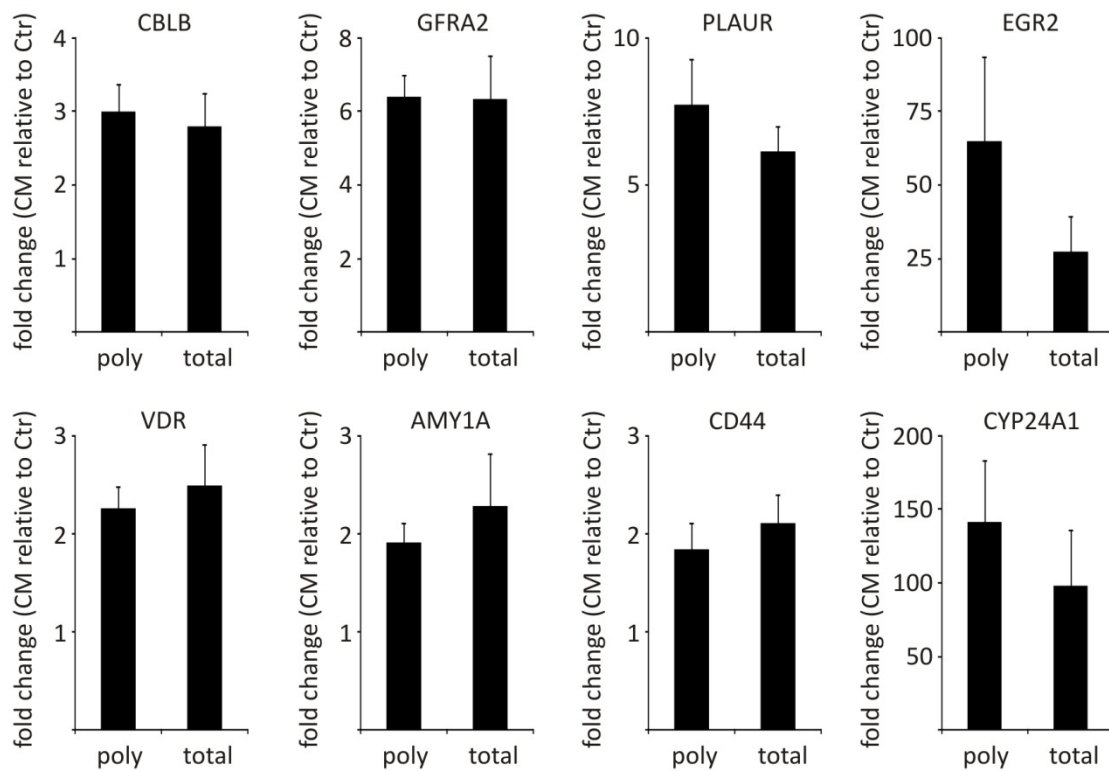 CBLB
fold change (CM relative to Ctr)
4
3
2
1
poly total
GFRA2
fold change (CM relative to Ctr)
8
6
4
2
poly total
PLAUR
fold change (CM relative to Ctr)
10
5
poly total
EGR2
fold change (CM relative to Ctr)
100
75
50
25
poly total
VDR
fold change (CM relative to Ctr)
3
2
1
poly total
AMY1A
fold change (CM relative to Ctr)
3
2
1
poly total
CD44
fold change (CM relative to Ctr)
3
2
1
poly total
CYP24A1
fold change (CM relative to Ctr)
200
150
100
50
poly total